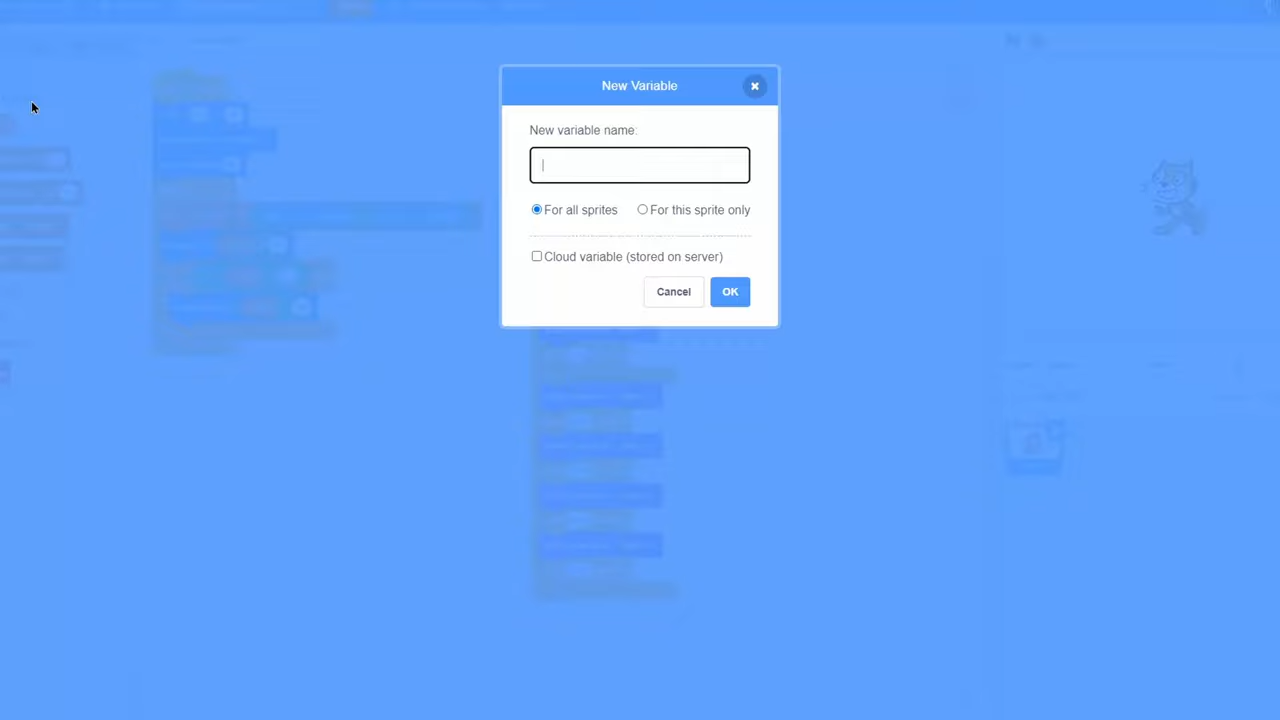 New Variable
New variable name:
For all sprites For this sprite only
Cloud variable (stored on server)
Cancel OK